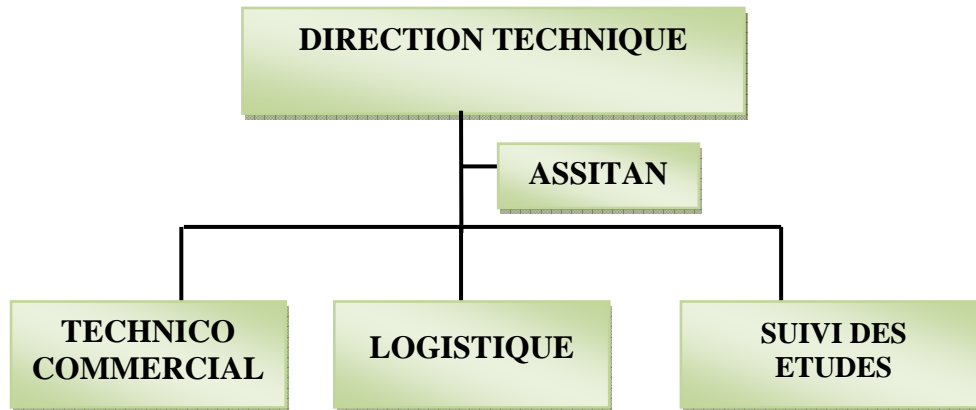 DIRECTION TECHNIQUE
ASSITAN
TECHNICO
COMMERCIAL
LOGISTIQUE
SUIVI DES
ETUDES